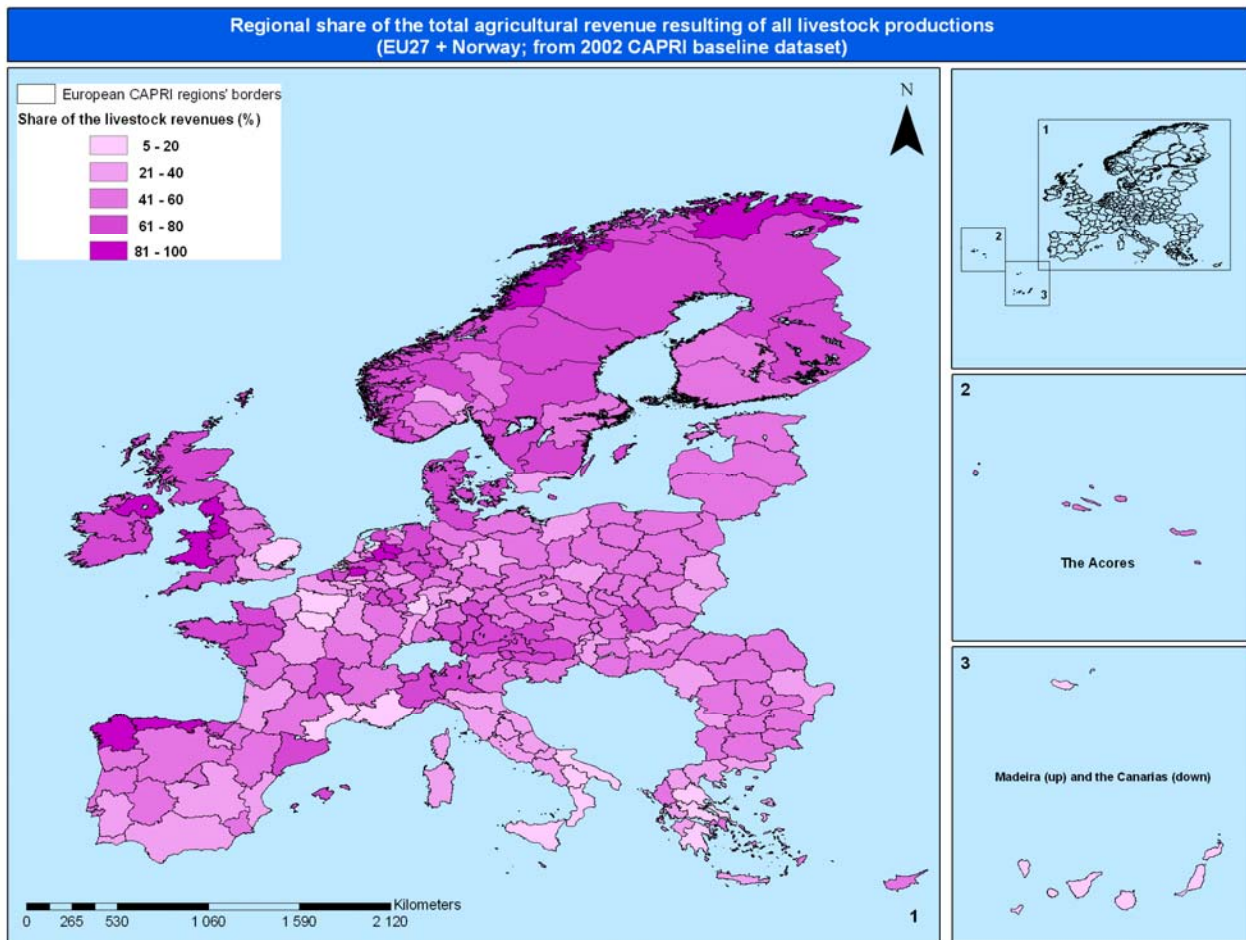 Regional share of the total agricultural revenue resulting of all livestock productions
(EU27 + Norway; from 2002 CAPRI baseline dataset)
European CAPRI regions' borders
Share of the livestock revenues (%)
5 - 20
21 - 40
41 - 60
61 - 80
81 - 100
N
Kilometers
0 265 530 1 060 1 590 2 120
1
1
2
3
2
The Acores
3
Madeira (up) and the Canarias (down)